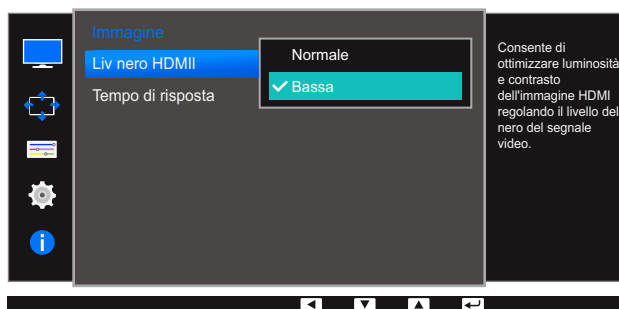 Immagine
Liv nero HDMIl
Tempo di risposta
Normale
Bassa
Consente di
ottimizzare luminosità
e contrasto
dell'immagine HDMI
regolando il livello del
nero del segnale
video.